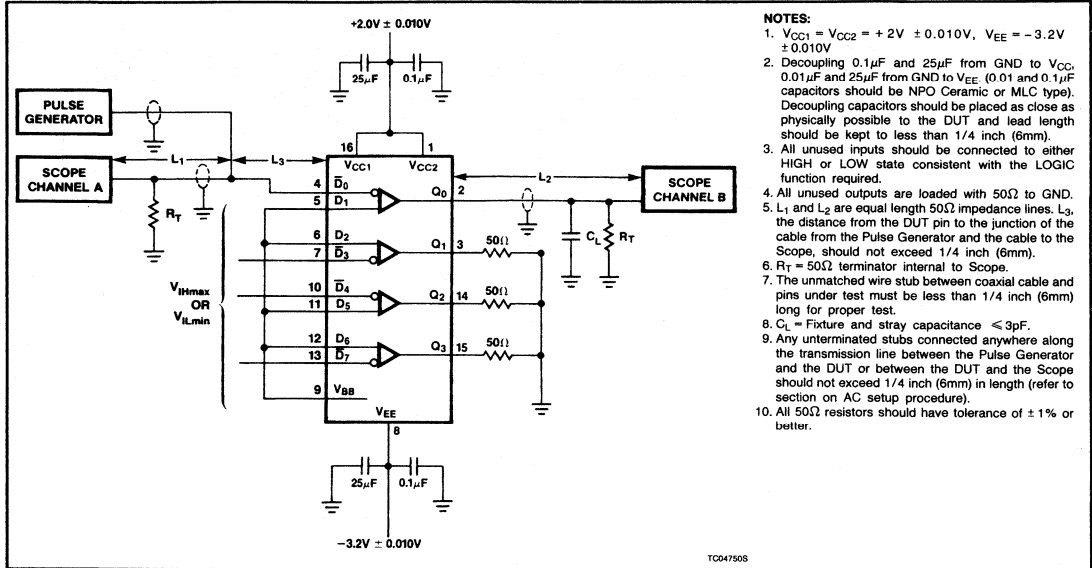 +2.0V ± 0.010V
25μF
0.1μF
PULSE
GENERATOR
SCOPE
CHANNEL A
L1
L3
RT
16
1
VCC1
VCC2
4
D̅0
5
D1
Q0
2
L2
SCOPE
CHANNEL B
CL
RT
6
D2
7
D̅3
Q1
3
50Ω
VIHmax
OR
VILmin
10
D̅4
11
D5
Q2
14
50Ω
12
D6
13
D̅7
Q3
15
50Ω
9
VBB
VEE
8
25μF
0.1μF
−3.2V ± 0.010V
TC04750S
NOTES:
1. VCC1 = VCC2 = + 2V ± 0.010V, VEE = − 3.2V
± 0.010V
2. Decoupling 0.1μF and 25μF from GND to VCC,
0.01μF and 25μF from GND to VEE. (0.01 and 0.1μF
capacitors should be NPO Ceramic or MLC type).
Decoupling capacitors should be placed as close as
physically possible to the DUT and lead length
should be kept to less than 1/4 inch (6mm).
3. All unused inputs should be connected to either
HIGH or LOW state consistent with the LOGIC
function required.
4. All unused outputs are loaded with 50Ω to GND.
5. L1 and L2 are equal length 50Ω impedance lines. L3,
the distance from the DUT pin to the junction of the
cable from the Pulse Generator and the cable to the
Scope, should not exceed 1/4 inch (6mm).
6. RT = 50Ω terminator internal to Scope.
7. The unmatched wire stub between coaxial cable and
pins under test must be less than 1/4 inch (6mm)
long for proper test.
8. CL = Fixture and stray capacitance ⩽ 3pF.
9. Any unterminated stubs connected anywhere along
the transmission line between the Pulse Generator
and the DUT or between the DUT and the Scope
should not exceed 1/4 inch (6mm) in length (refer to
section on AC setup procedure).
10. All 50Ω resistors should have tolerance of ± 1% or
better.